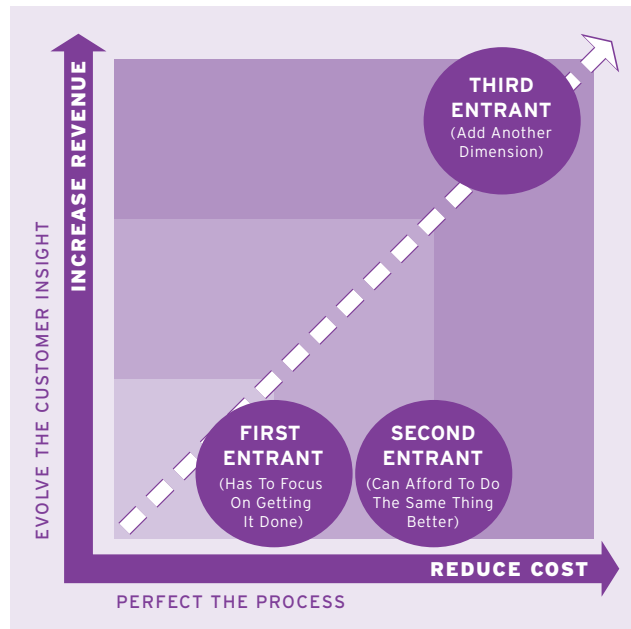 THIRD
ENTRANT
(Add Another
Dimension)
INCREASE REVENUE
EVOLVE THE CUSTOMER INSIGHT
FIRST
ENTRANT
(Has To Focus
On Getting
It Done)
SECOND
ENTRANT
(Can Afford To Do
The Same Thing
Better)
REDUCE COST
PERFECT THE PROCESS